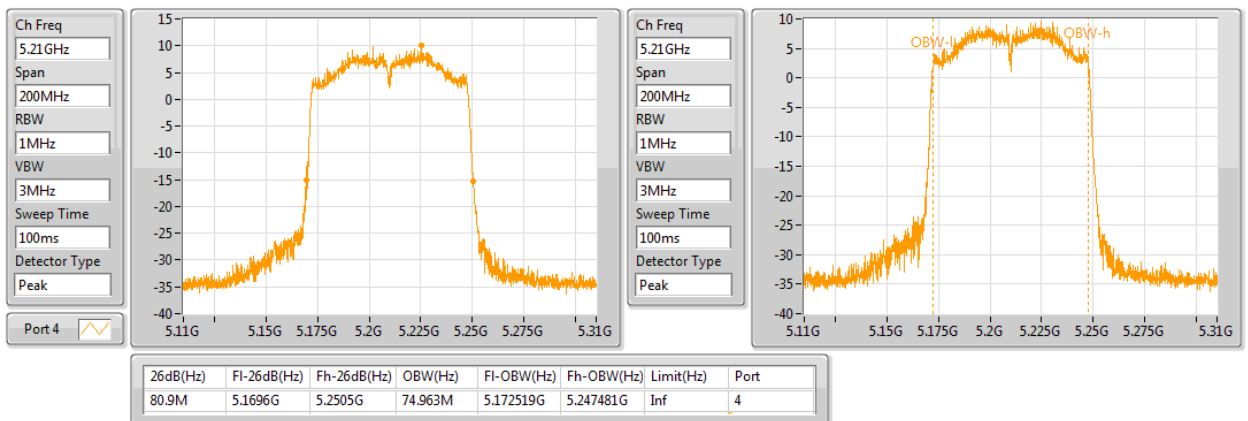 Ch Freq
5.21GHz
Span
200MHz
RBW
1MHz
VBW
3MHz
Sweep Time
100ms
Detector Type
Peak
Port 4
15
10
5
0
-5
-10
-15
-20
-25
-30
-35
-40
5.11G 5.15G 5.175G 5.2G 5.225G 5.25G 5.275G 5.31G
Ch Freq
5.21GHz
Span
200MHz
RBW
1MHz
VBW
3MHz
Sweep Time
100ms
Detector Type
Peak
10
5
0
-5
-10
-15
-20
-25
-30
-35
-40
OBW-l OBW-h
5.11G 5.15G 5.175G 5.2G 5.225G 5.25G 5.275G 5.31G
26dB(Hz) Fl-26dB(Hz) Fh-26dB(Hz) OBW(Hz) Fl-OBW(Hz) Fh-OBW(Hz) Limit(Hz) Port
80.9M 5.1696G 5.2505G 74.963M 5.172519G 5.247481G Inf 4